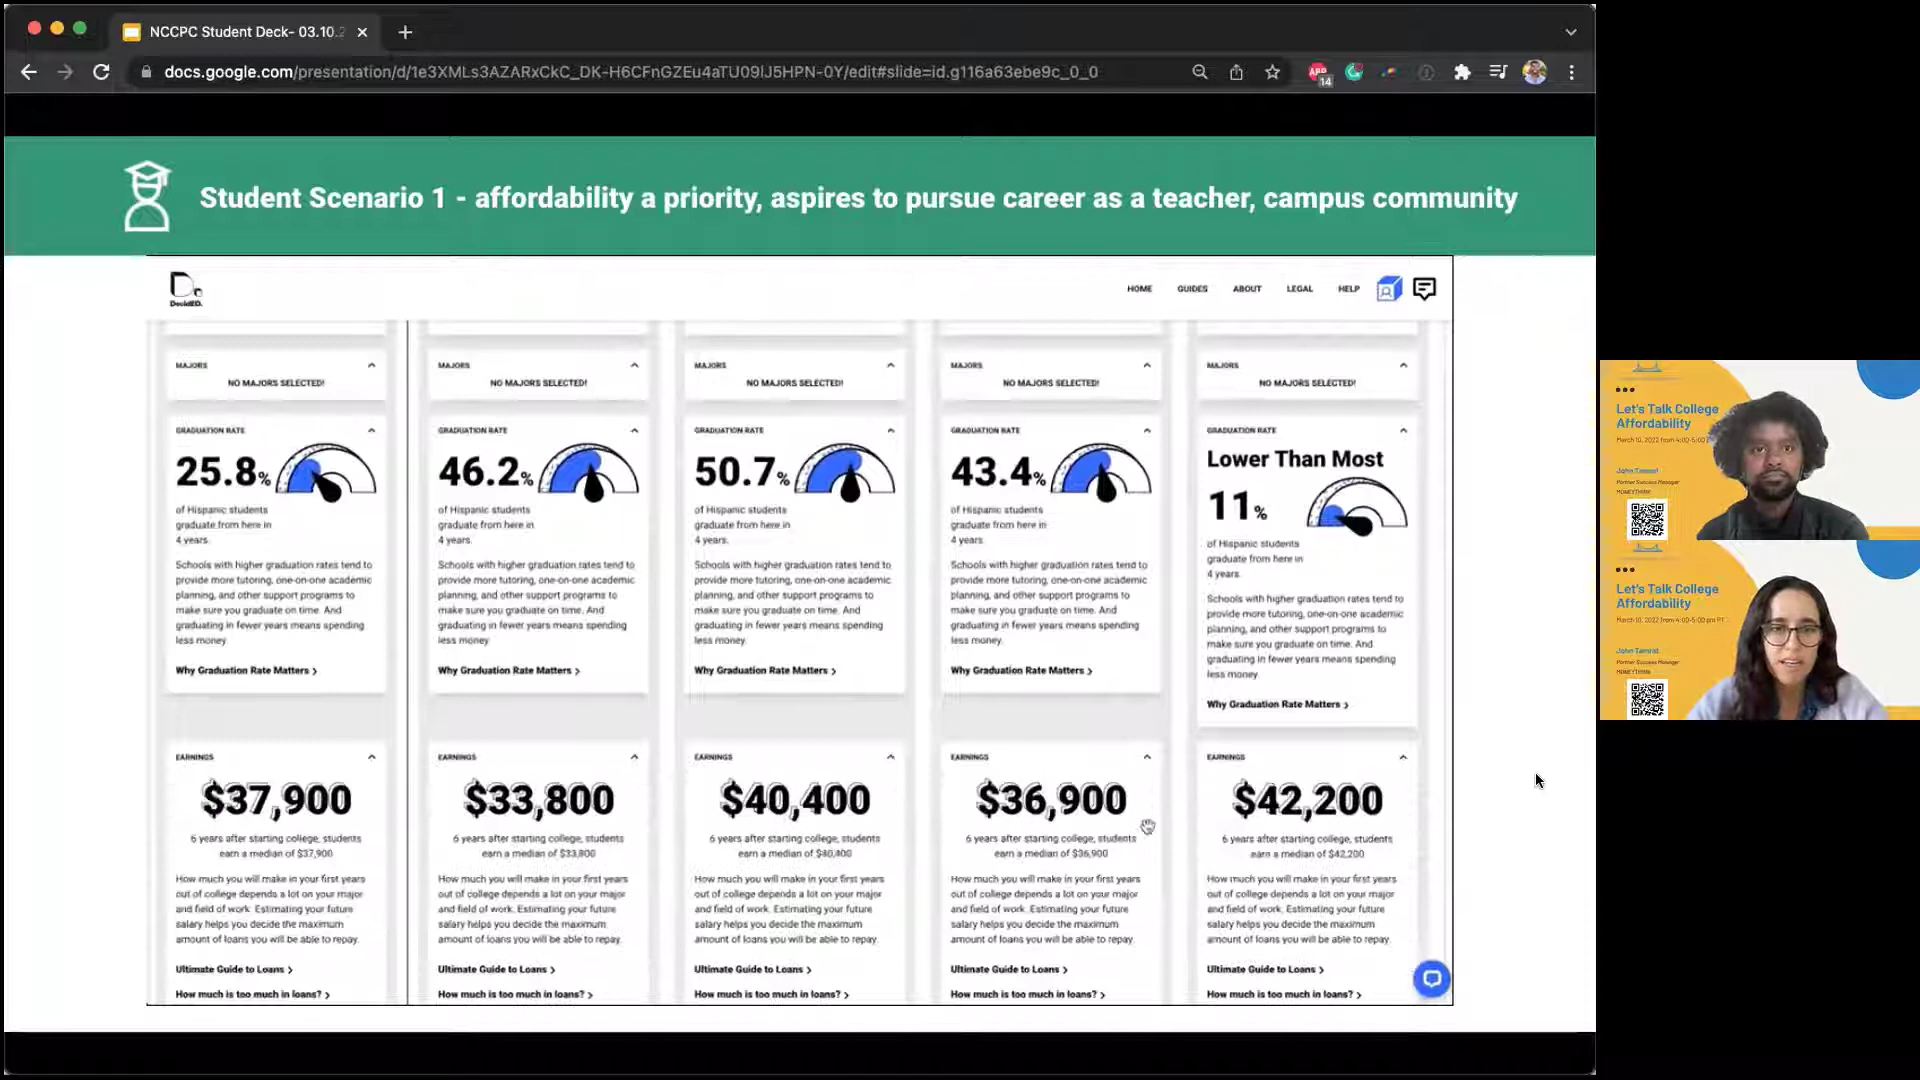 NCCPC Student Deck- 03.10.2
docs.google.com/presentation/d/1e3XMLs3AZARxCkC_DK-H6CFnGZEu4aTU09lJ5HPN-0Y/edit#slide=id.g116a63ebe9c_0_0
14
Student Scenario 1 - affordability a priority, aspires to pursue career as a teacher, campus community
DecidED.
HOME GUIDES ABOUT LEGAL HELP
MAJORS
NO MAJORS SELECTED!
GRADUATION RATE
25.8%
of Hispanic students
graduate from here in
4 years.
Schools with higher graduation rates tend to
provide more tutoring, one-on-one academic
planning, and other support programs to
make sure you graduate on time. And
graduating in fewer years means spending
less money
Why Graduation Rate Matters >
EARNINGS
$37,900
6 years after starting college, students
earn a median of $37,900
How much you will make in your first years
out of college depends a lot on your major
and field of work. Estimating your future
salary helps you decide the maximum
amount of loans you will be able to repay.
Ultimate Guide to Loans >
How much is too much in loans? >
MAJORS
NO MAJORS SELECTED!
GRADUATION RATE
46.2%
of Hispanic students
graduate from here in
4 years.
Schools with higher graduation rates tend to
provide more tutoring, one-on-one academic
planning, and other support programs to
make sure you graduate on time. And
graduating in fewer years means spending
less money
Why Graduation Rate Matters >
EARNINGS
$33,800
6 years after starting college, students
earn a median of $33,800
How much you will make in your first years
out of college depends a lot on your major
and field of work. Estimating your future
salary helps you decide the maximum
amount of loans you will be able to repay.
Ultimate Guide to Loans >
How much is too much in loans? >
MAJORS
NO MAJORS SELECTED!
GRADUATION RATE
50.7%
of Hispanic students
graduate from here in
4 years.
Schools with higher graduation rates tend to
provide more tutoring, one-on-one academic
planning, and other support programs to
make sure you graduate on time. And
graduating in fewer years means spending
less money
Why Graduation Rate Matters >
EARNINGS
$40,400
6 years after starting college, students
earn a median of $40,400
How much you will make in your first years
out of college depends a lot on your major
and field of work. Estimating your future
salary helps you decide the maximum
amount of loans you will be able to repay.
Ultimate Guide to Loans >
How much is too much in loans? >
MAJORS
NO MAJORS SELECTED!
GRADUATION RATE
43.4%
of Hispanic students
graduate from here in
4 years.
Schools with higher graduation rates tend to
provide more tutoring, one-on-one academic
planning, and other support programs to
make sure you graduate on time. And
graduating in fewer years means spending
less money
Why Graduation Rate Matters >
EARNINGS
$36,900
6 years after starting college, students
earn a median of $36,900
How much you will make in your first years
out of college depends a lot on your major
and field of work. Estimating your future
salary helps you decide the maximum
amount of loans you will be able to repay.
Ultimate Guide to Loans >
How much is too much in loans? >
MAJORS
NO MAJORS SELECTED!
GRADUATION RATE
Lower Than Most
11%
of Hispanic students
graduate from here in
4 years.
Schools with higher graduation rates tend to
provide more tutoring, one-on-one academic
planning, and other support programs to
make sure you graduate on time. And
graduating in fewer years means spending
less money
Why Graduation Rate Matters >
EARNINGS
$42,200
6 years after starting college, students
earn a median of $42,200
How much you will make in your first years
out of college depends a lot on your major
and field of work. Estimating your future
salary helps you decide the maximum
amount of loans you will be able to repay.
Ultimate Guide to Loans >
How much is too much in loans? >
Let's Talk College
Affordability
March 10, 2022 from 4:00-5:00
John Tamrat
Partner Success Manager
MONEYTHINK
Let's Talk College
Affordability
March 10, 2022 from 4:00-5:00 pm PT
John Tamrat
Partner Success Manager
MONEYTHINK